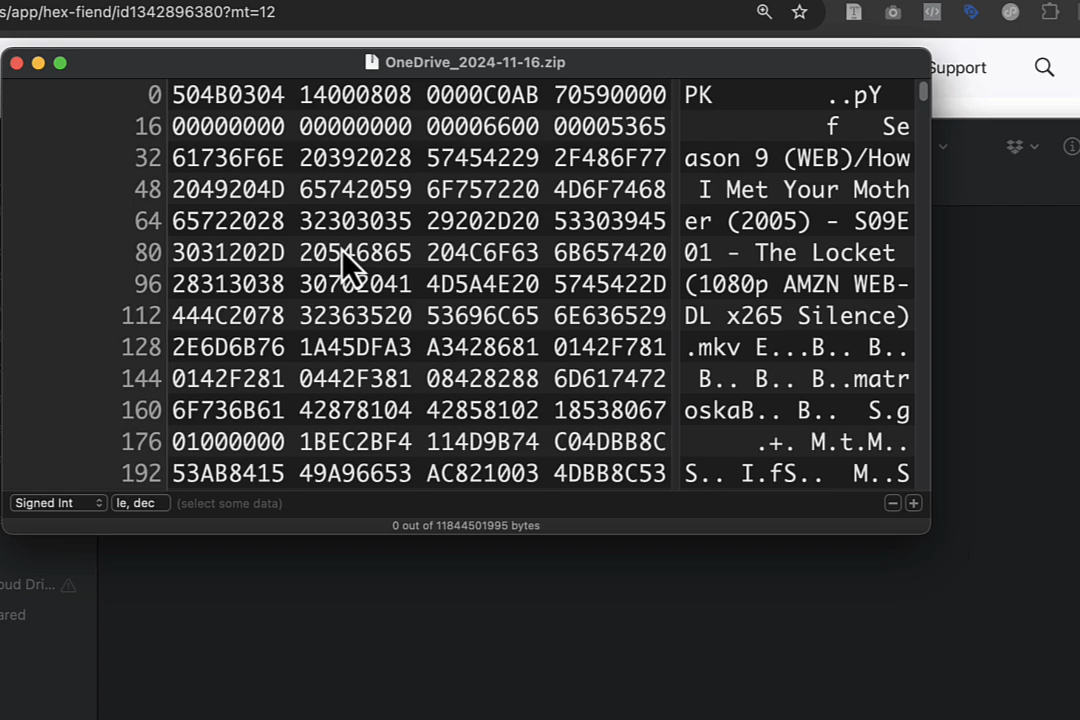 s/app/hex-fiend/id1342896380?mt=12
Support
OneDrive_2024-11-16.zip
0 504B0304 14000808 0000C0AB 70590000 PK ..pY
16 00000000 00000000 00006600 00005365 f Se
32 61736F6E 20392028 57454229 2F486F77 ason 9 (WEB)/How
48 2049204D 65742059 6F757220 4D6F7468 I Met Your Moth
64 65722028 32303035 29202D20 53303945 er (2005) - S09E
80 3031202D 20546865 204C6F63 6B657420 01 - The Locket
96 28313038 30702041 4D5A4E20 5745422D (1080p AMZN WEB-
112 444C2078 32363520 53696C65 6E636529 DL x265 Silence)
128 2E6D6B76 1A45DFA3 A3428681 0142F781 .mkv E...B.. B..
144 0142F281 0442F381 08428288 6D617472 B.. B.. B..matr
160 6F736B61 42878104 42858102 18538067 oskaB.. B.. S.g
176 01000000 1BEC2BF4 114D9B74 C04DBB8C .+. M.t.M..
192 53AB8415 49A96653 AC821003 4DBB8C53 S.. I.fS.. M..S
Signed Int le, dec (select some data)
0 out of 11844501995 bytes
oud Dri...
ared